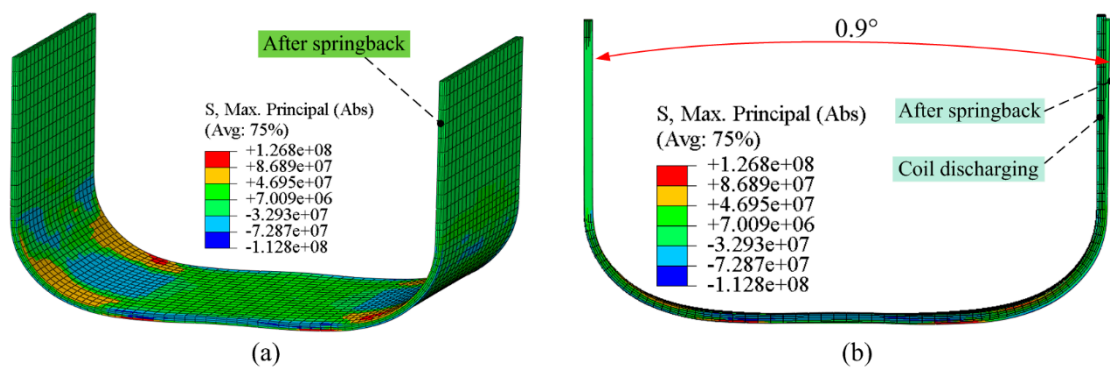 After springback
S, Max. Principal (Abs)
(Avg: 75%)
+1.268e+08
+8.689e+07
+4.695e+07
+7.009e+06
-3.293e+07
-7.287e+07
-1.128e+08
(a)
0.9°
After springback
Coil discharging
S, Max. Principal (Abs)
(Avg: 75%)
+1.268e+08
+8.689e+07
+4.695e+07
+7.009e+06
-3.293e+07
-7.287e+07
-1.128e+08
(b)